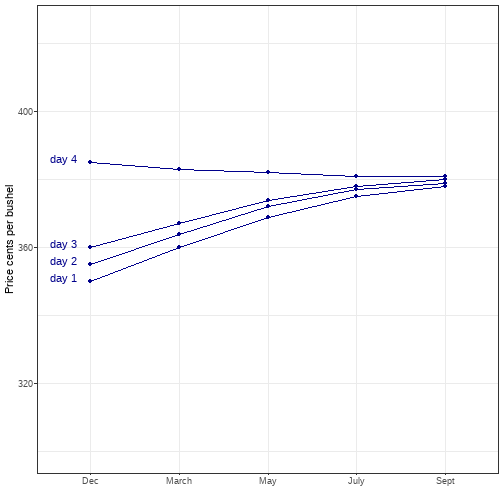 400
360
320
Price cents per bushel
day 4
day 3
day 2
day 1
Dec March May July Sept